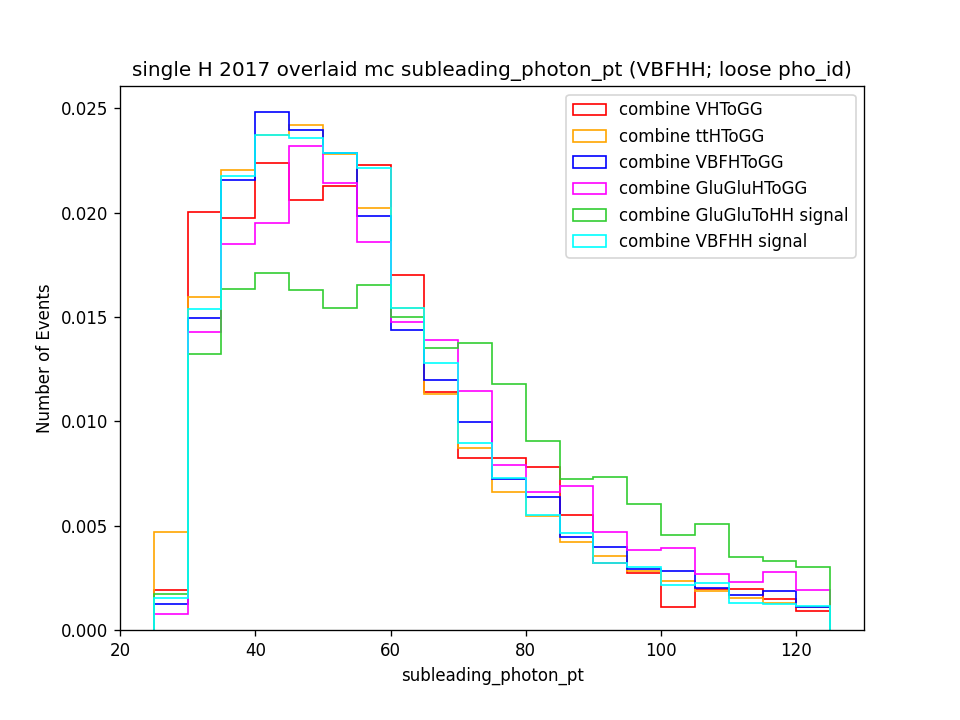 single H 2017 overlaid mc subleading_photon_pt (VBFHH; loose pho_id)
combine VHToGG
combine ttHToGG
combine VBFHToGG
combine GluGluHToGG
combine GluGluToHH signal
combine VBFHH signal
Number of Events
0.025
0.020
0.015
0.010
0.005
0.000
20 40 60 80 100 120
subleading_photon_pt